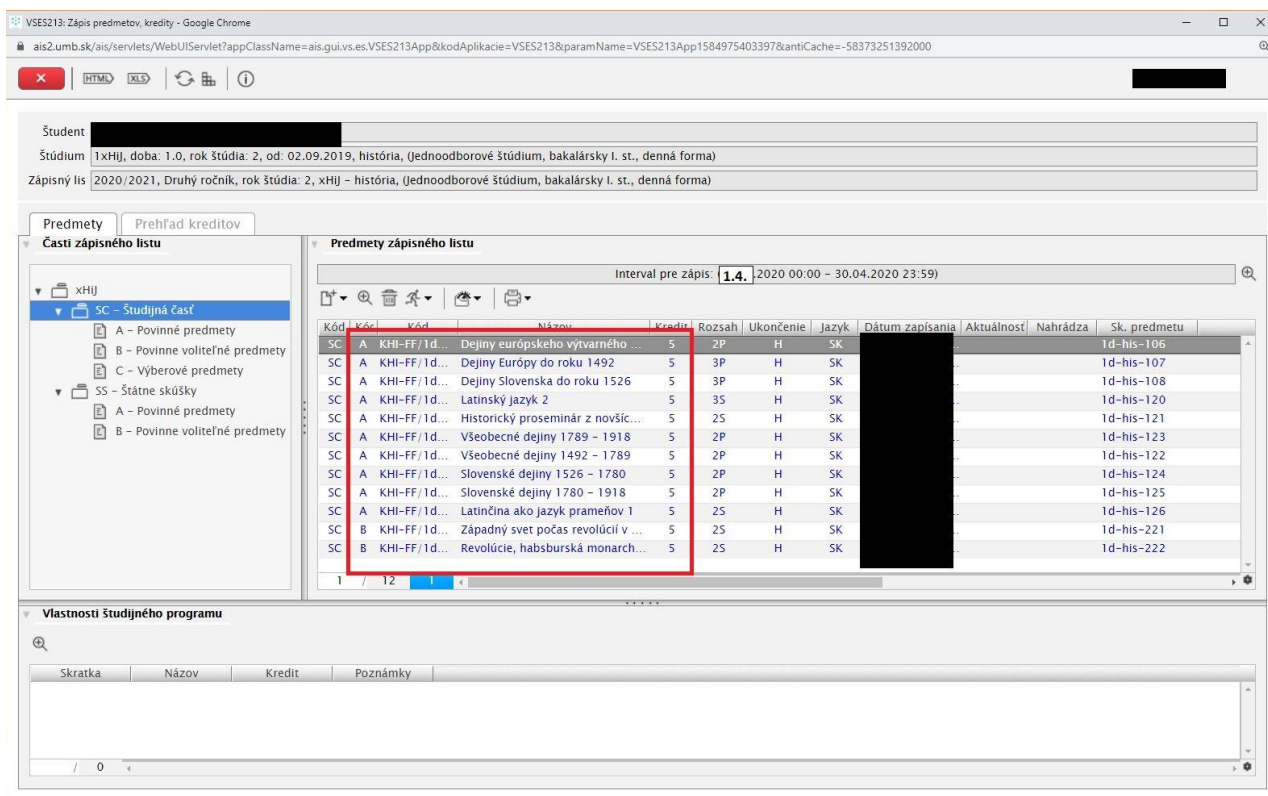 VSES213: Zápis predmetov, kredity - Google Chrome
ais2.umb.sk/ais/servlets/WebUIServlet?appClassName=ais.gui.vs.es.VSES213App&kodAplikacie=VSES213&paramName=VSES213App1584975403397&antiCache=-58373251392000
HTML XLS
Študent
Štúdium 1xHiJ, doba: 1.0, rok štúdia: 2, od: 02.09.2019, história, (Jednoodborové štúdium, bakalársky I. st., denná forma)
Zápisný lis 2020/2021, Druhý ročník, rok štúdia: 2, xHiJ – história, (Jednoodborové štúdium, bakalársky I. st., denná forma)
Predmety Prehľad kreditov
Časti zápisného listu
xHiJ
SC – Študijná časť
A – Povinné predmety
B – Povinne voliteľné predmety
C – Výberové predmety
SS – Štátne skúšky
A – Povinné predmety
B – Povinne voliteľné predmety
Predmety zápisného listu
Interval pre zápis: 1.4. .2020 00:00 – 30.04.2020 23:59)
Kód Kód Kód Názov Kredit Rozsah Ukončenie Jazyk Dátum zapísania Aktuálnosť Nahrádza Sk. predmetu
SC A KHI-FF/1d... Dejiny európskeho výtvarného ... 5 2P H SK 1d-his-106
SC A KHI-FF/1d... Dejiny Európy do roku 1492 5 3P H SK 1d-his-107
SC A KHI-FF/1d... Dejiny Slovenska do roku 1526 5 3P H SK 1d-his-108
SC A KHI-FF/1d... Latinský jazyk 2 5 3S H SK 1d-his-120
SC A KHI-FF/1d... Historický proseminár z novšíc... 5 2S H SK 1d-his-121
SC A KHI-FF/1d... Všeobecné dejiny 1789 – 1918 5 2P H SK 1d-his-123
SC A KHI-FF/1d... Všeobecné dejiny 1492 – 1789 5 2P H SK 1d-his-122
SC A KHI-FF/1d... Slovenské dejiny 1526 – 1780 5 2P H SK 1d-his-124
SC A KHI-FF/1d... Slovenské dejiny 1780 – 1918 5 2P H SK 1d-his-125
SC A KHI-FF/1d... Latinčina ako jazyk prameňov 1 5 2S H SK 1d-his-126
SC B KHI-FF/1d... Západný svet počas revolúcií v ... 5 2S H SK 1d-his-221
SC B KHI-FF/1d... Revolúcie, habsburská monarch... 5 2S H SK 1d-his-222
1 / 12 1
Vlastnosti študijného programu
Skratka Názov Kredit Poznámky
/ 0